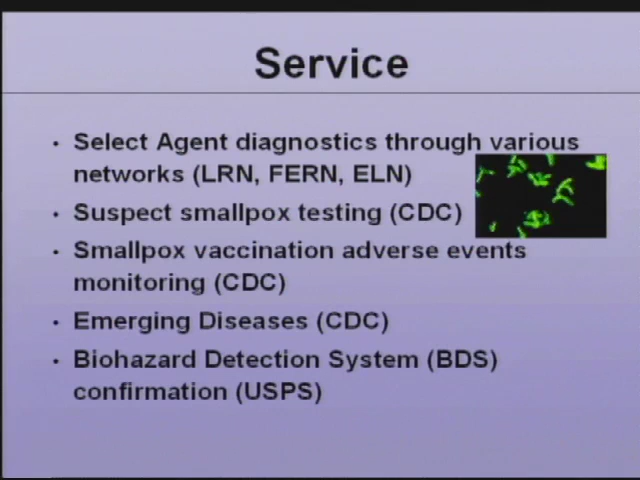 Service
• Select Agent diagnostics through various
networks (LRN, FERN, ELN)
• Suspect smallpox testing (CDC)
• Smallpox vaccination adverse events
monitoring (CDC)
• Emerging Diseases (CDC)
• Biohazard Detection System (BDS)
confirmation (USPS)